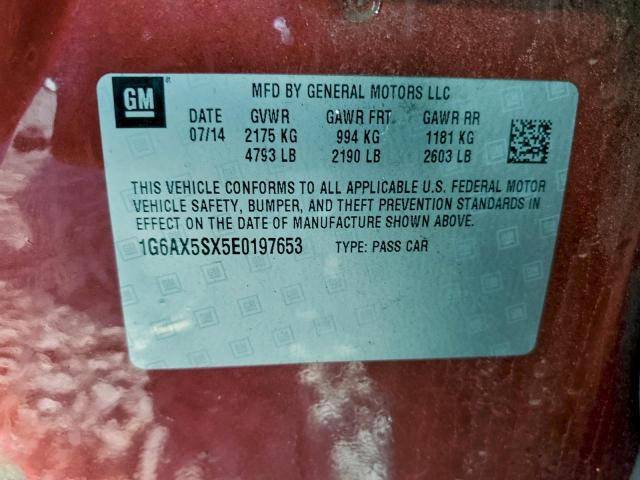 GM
MFD BY GENERAL MOTORS LLC
DATE GVWR GAWR FRT GAWR RR
07/14 2175 KG 994 KG 1181 KG
4793 LB 2190 LB 2603 LB
THIS VEHICLE CONFORMS TO ALL APPLICABLE U.S. FEDERAL MOTOR
VEHICLE SAFETY, BUMPER, AND THEFT PREVENTION STANDARDS IN
EFFECT ON THE DATE OF MANUFACTURE SHOWN ABOVE.
1G6AX5SX5E0197653 TYPE: PASS CAR